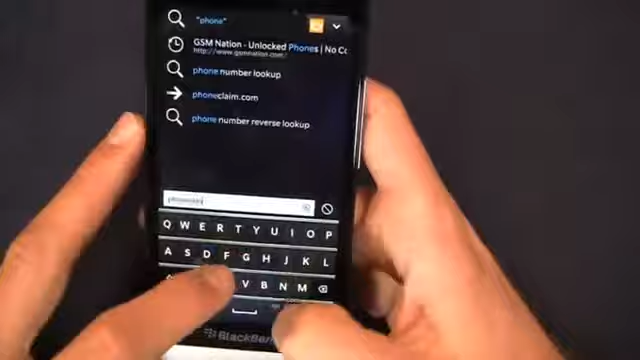 "phone"
GSM Nation - Unlocked Phones | No Co
http://www.gsmnation.com/
phone number lookup
phoneclaim.com
phone number reverse lookup
Q W E R T Y U I O P
A S D F G H J K L
V B N M
BlackBer